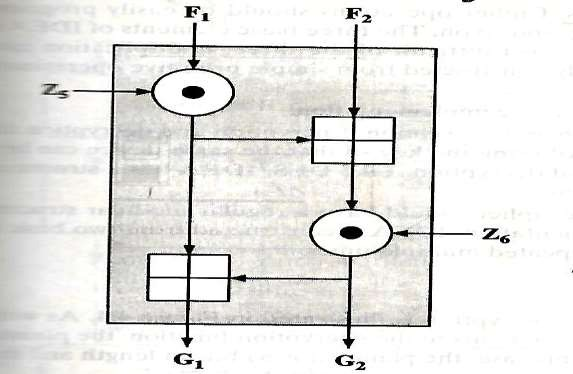 F₁ F₂
Z₅
Z₆
G₁ G₂